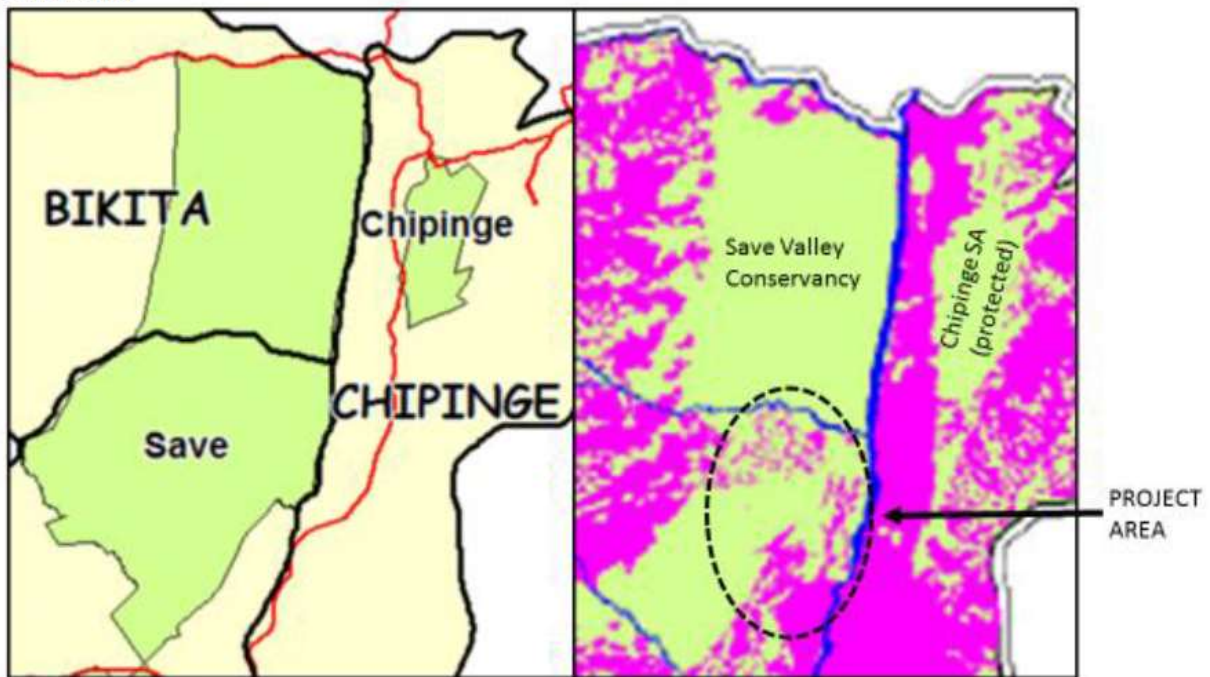 BIKITA
Chipinge
CHIPINGE
Save
Save Valley
Conservancy
Chipinge SA
(protected)
PROJECT
AREA